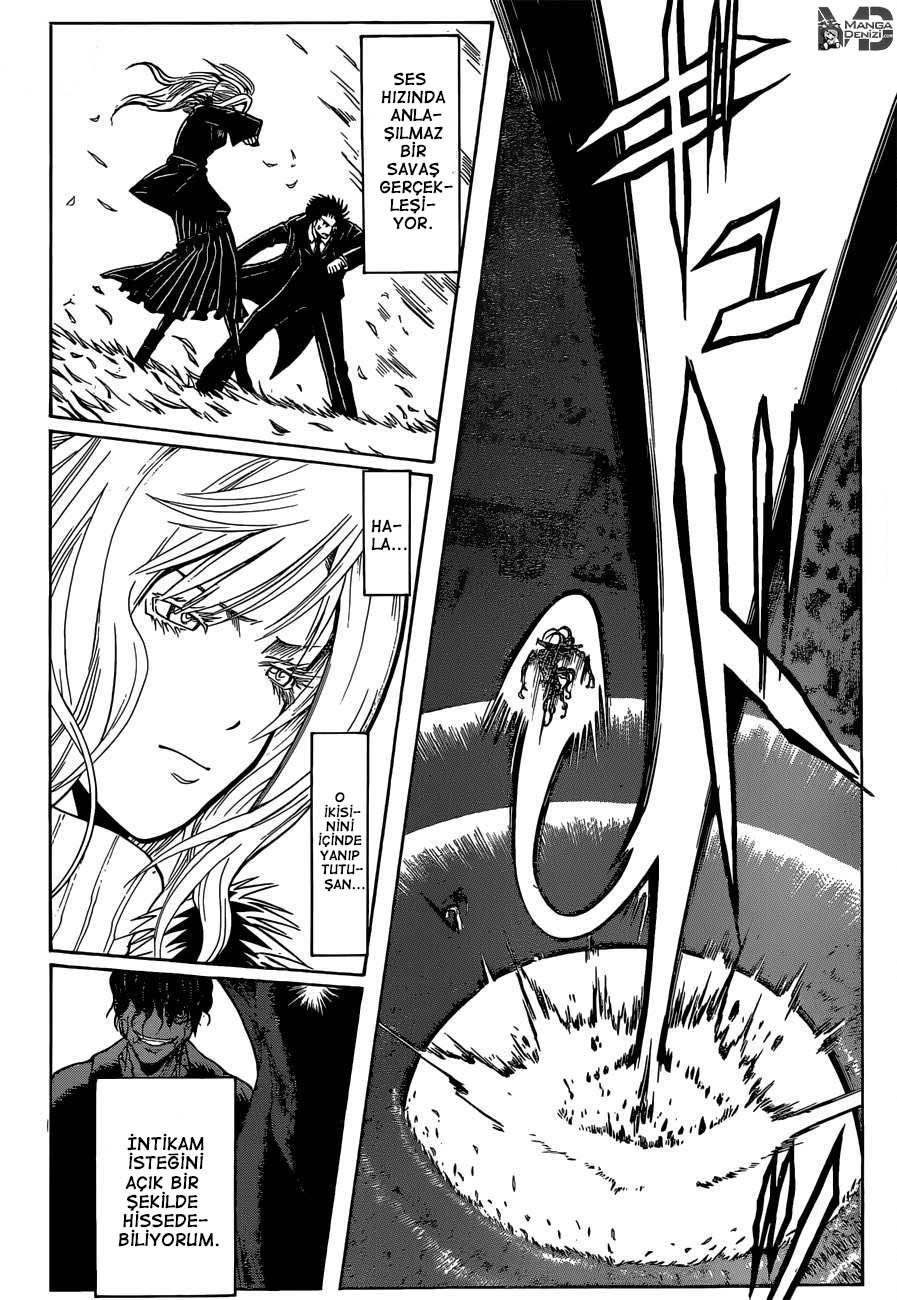 MANGA
DENİZİ.com
SES
HIZINDA
ANLA-
ŞILMAZ
BİR
SAVAŞ
GERÇEK-
LEŞİ-
YOR.
HA-
LA...
O
İKİSİ-
NİNİ
İÇİNDE
YANIP
TUTU-
ŞAN...
İNTİKAM
İSTEĞİNİ
AÇIK BİR
ŞEKİLDE
HİSSEDE-
BİLİYORUM.